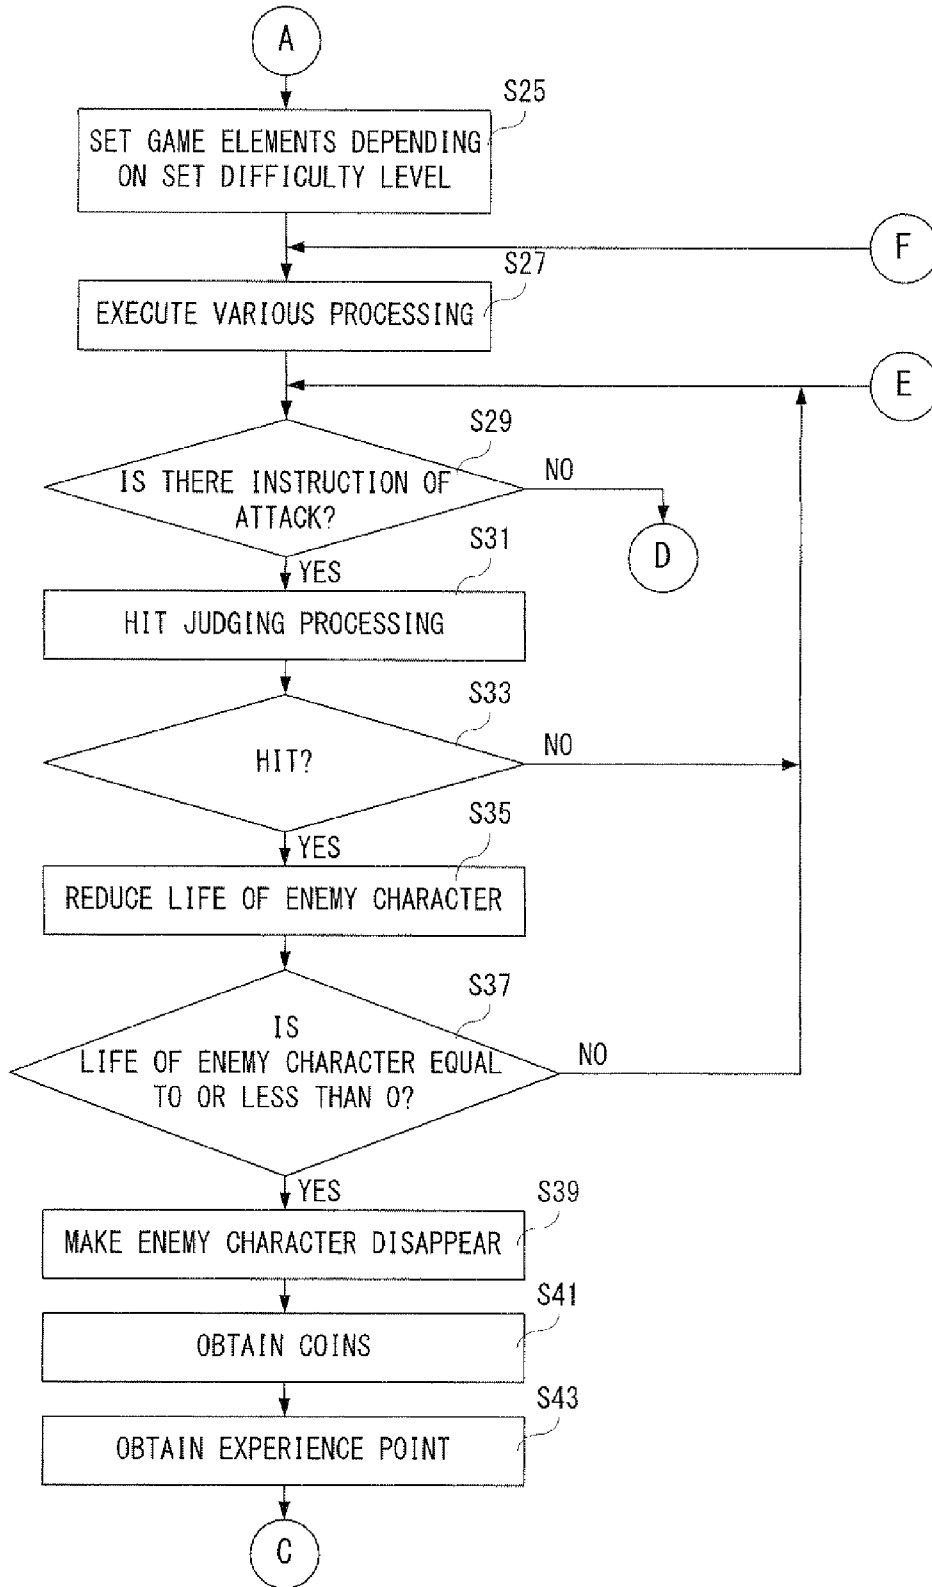 A
S25
SET GAME ELEMENTS DEPENDING
ON SET DIFFICULTY LEVEL
F
S27
EXECUTE VARIOUS PROCESSING
E
S29
IS THERE INSTRUCTION OF
ATTACK?
NO
D
YES
S31
HIT JUDGING PROCESSING
S33
HIT?
NO
YES
S35
REDUCE LIFE OF ENEMY CHARACTER
S37
IS
LIFE OF ENEMY CHARACTER EQUAL
TO OR LESS THAN 0?
NO
YES
S39
MAKE ENEMY CHARACTER DISAPPEAR
S41
OBTAIN COINS
S43
OBTAIN EXPERIENCE POINT
C